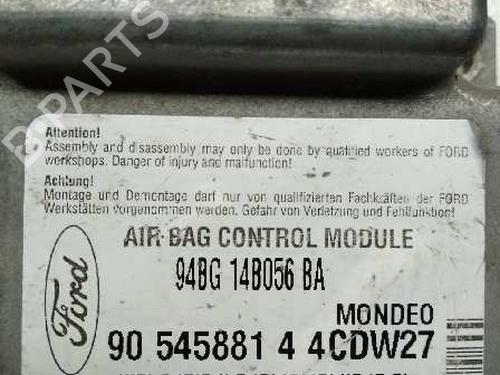 B PARTS
Attention!
Assembly and disassembly may only be done by qualified workers of FORD
workshops. Danger of injury and malfunction!
Achtung!
Montage und Demontage darf nur von qualifizierten Fachkräften der FORD
Werkstätten vorgenommen werden. Gefahr von Verletzung und Fehlfunktion!
AIR BAG CONTROL MODULE
94BG 14B056 BA
Ford
MONDEO
90 545881 4 4CDW27